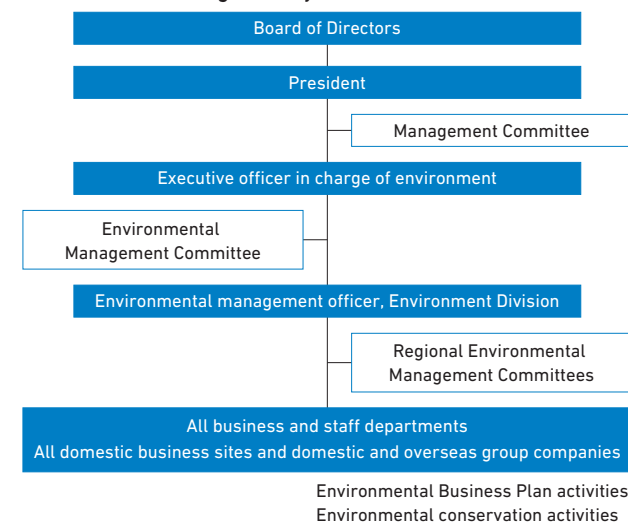 Board of Directors
President
Management Committee
Executive officer in charge of environment
Environmental
Management Committee
Environmental management officer, Environment Division
Regional Environmental
Management Committees
All business and staff departments
All domestic business sites and domestic and overseas group companies
Environmental Business Plan activities
Environmental conservation activities